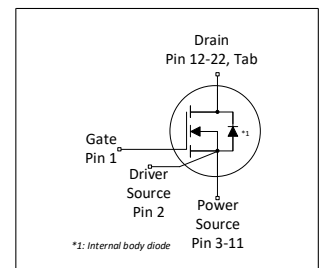 Drain
Pin 12-22, Tab
*1
Gate
Pin 1
Driver
Source
Pin 2
Power
Source
Pin 3-11
*1: Internal body diode